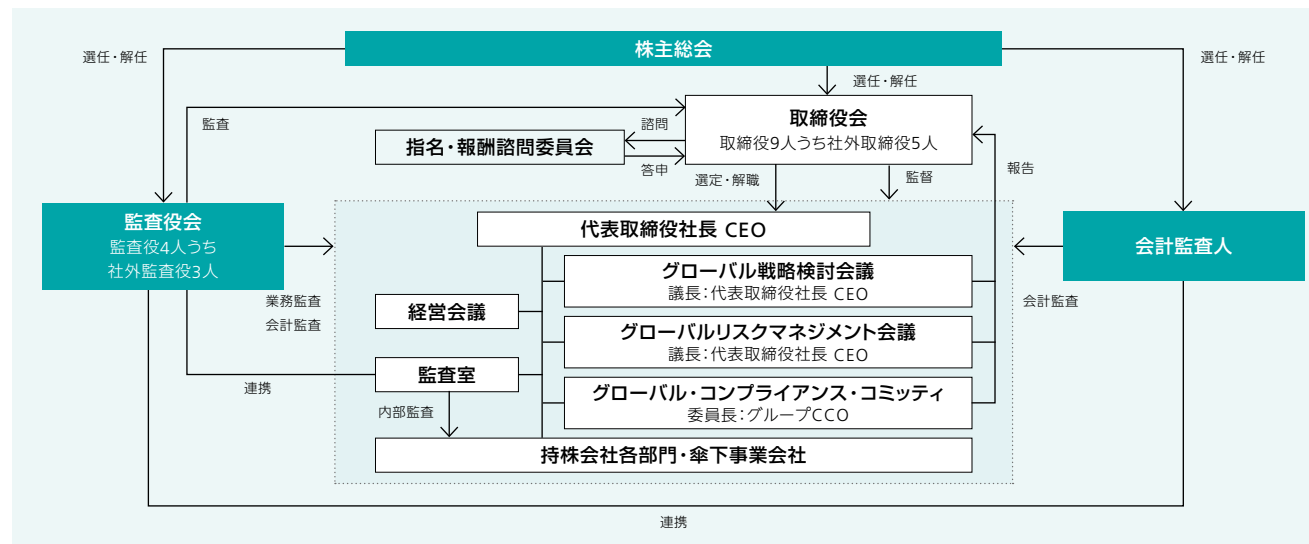 株主総会
選任・解任
選任・解任
選任・解任
監査
諮問
取締役会
取締役9人うち社外取締役5人
指名・報酬諮問委員会
答申
選定・解職
監督
報告
監査役会
監査役4人うち
社外監査役3人
代表取締役社長 CEO
会計監査人
グローバル戦略検討会議
議長：代表取締役社長 CEO
業務監査
会計監査
会計監査
経営会議
グローバルリスクマネジメント会議
議長：代表取締役社長 CEO
監査室
連携
グローバル・コンプライアンス・コミッティ
委員長：グループCCO
内部監査
持株会社各部門・傘下事業会社
連携